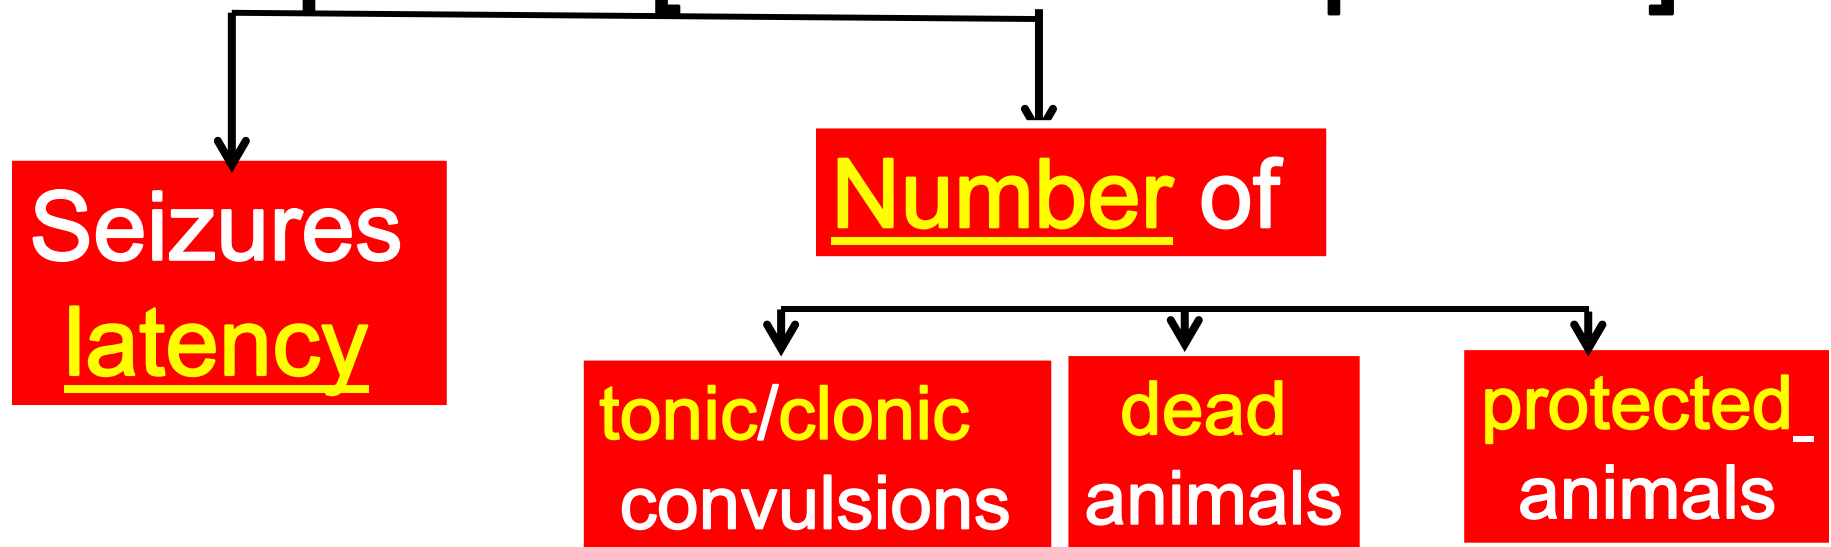 Seizures
latency
Number of
tonic/clonic
convulsions
dead
animals
protected
animals